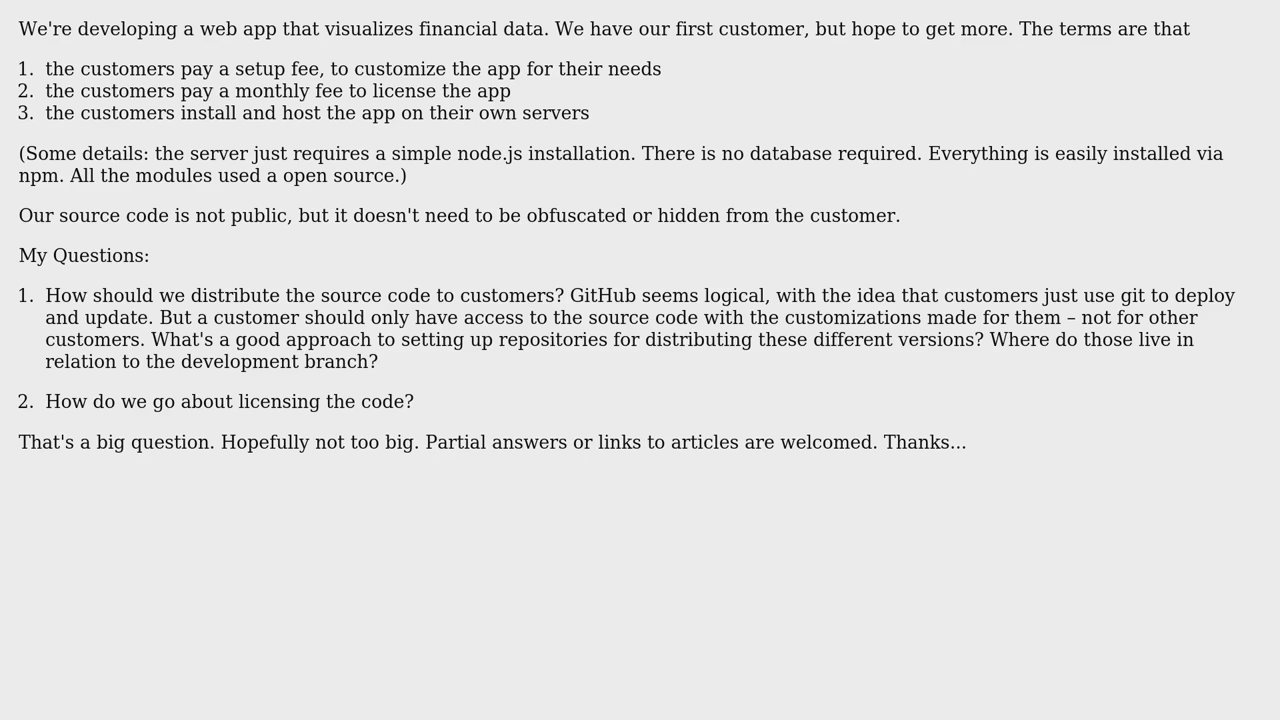 We're developing a web app that visualizes financial data. We have our first customer, but hope to get more. The terms are that
1. the customers pay a setup fee, to customize the app for their needs
2. the customers pay a monthly fee to license the app
3. the customers install and host the app on their own servers
(Some details: the server just requires a simple node.js installation. There is no database required. Everything is easily installed via
npm. All the modules used a open source.)
Our source code is not public, but it doesn't need to be obfuscated or hidden from the customer.
My Questions:
1. How should we distribute the source code to customers? GitHub seems logical, with the idea that customers just use git to deploy
and update. But a customer should only have access to the source code with the customizations made for them – not for other
customers. What's a good approach to setting up repositories for distributing these different versions? Where do those live in
relation to the development branch?
2. How do we go about licensing the code?
That's a big question. Hopefully not too big. Partial answers or links to articles are welcomed. Thanks...